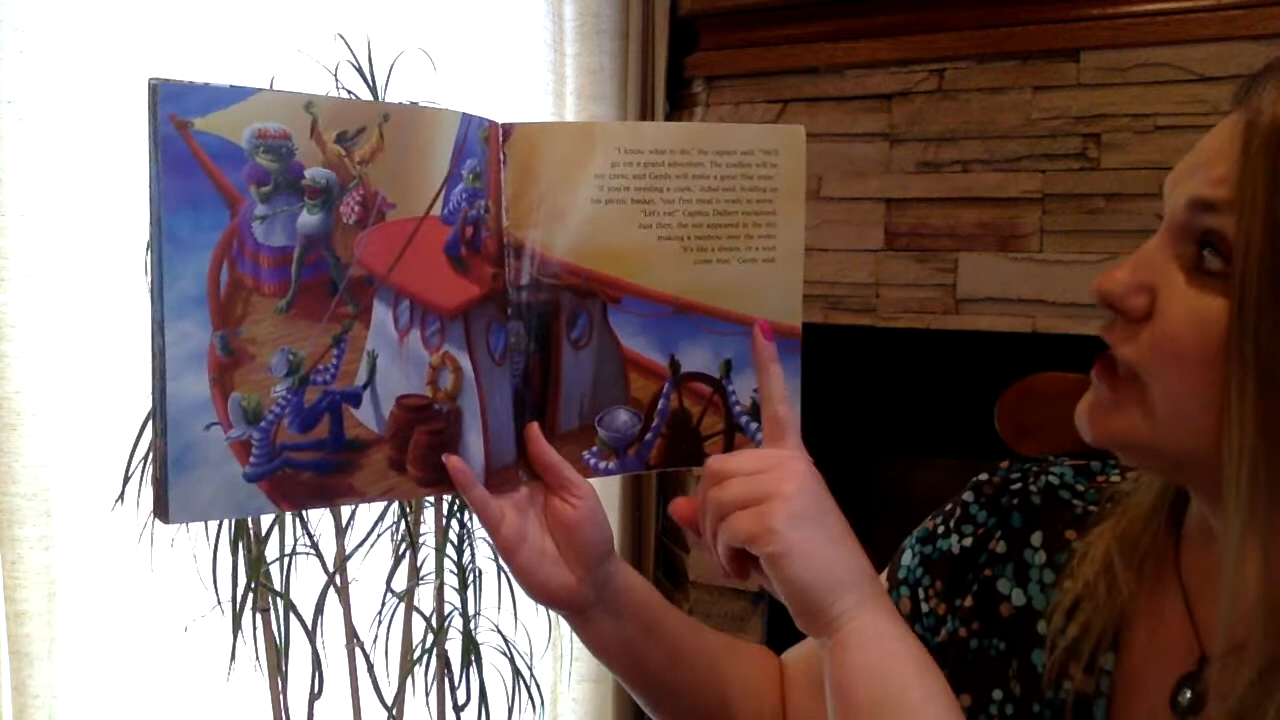 "I know what to do," the captain said. "We'll
go on a grand adventure. The zoailes will be
my crew, and Gerdy will make a great first mate."
"If you're needing a cook," Jubal said, holding up
his picnic basket, "our first meal is ready to serve."
"Let's eat!" Captain Dalbert exclaimed.
Just then, the sun appeared in the sky,
making a rainbow over the water.
"It's like a dream, or a wish
come true," Gerdy said.